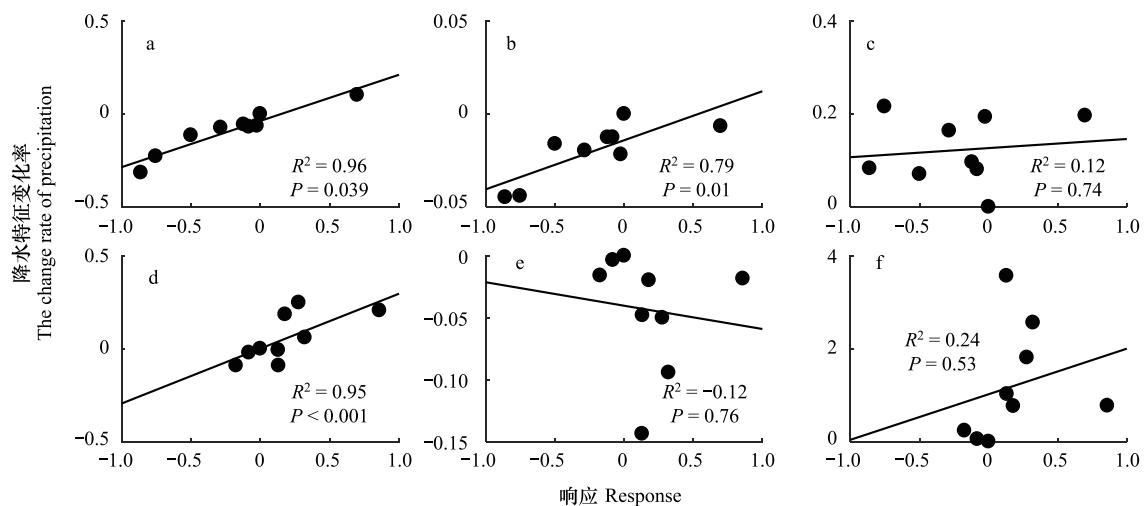 降水特征变化率
The change rate of precipitation
0.5
0
−0.5
a
R² = 0.96
P = 0.039
−1.0 −0.5 0 0.5 1.0
0.05
0
−0.05
b
R² = 0.79
P = 0.01
−1.0 −0.5 0 0.5 1.0
0.4
0.2
0
c
R² = 0.12
P = 0.74
−1.0 −0.5 0 0.5 1.0
0.5
0
−0.5
d
R² = 0.95
P < 0.001
−1.0 −0.5 0 0.5 1.0
0
−0.05
−0.10
−0.15
e
R² = −0.12
P = 0.76
−1.0 −0.5 0 0.5 1.0
4
2
0
f
R² = 0.24
P = 0.53
−1.0 −0.5 0 0.5 1.0
响应 Response